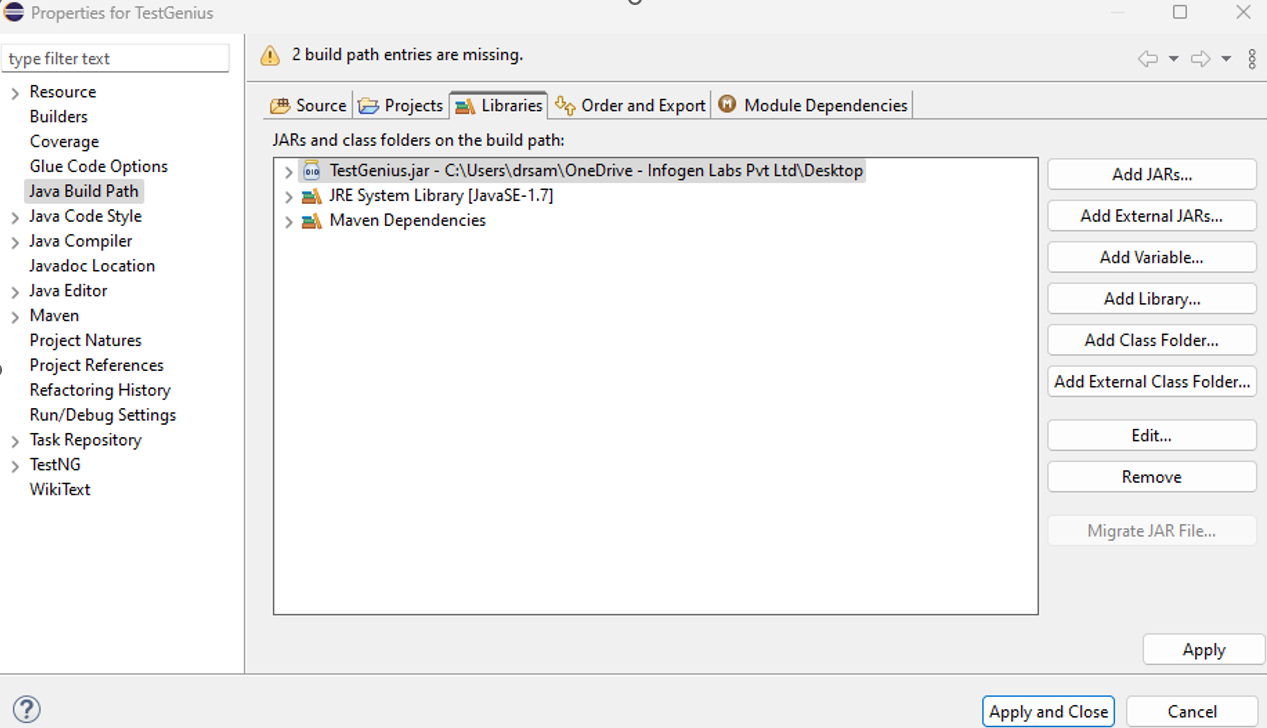 Properties for TestGenius
type filter text
Resource
Builders
Coverage
Glue Code Options
Java Build Path
Java Code Style
Java Compiler
Javadoc Location
Java Editor
Maven
Project Natures
Project References
Refactoring History
Run/Debug Settings
Task Repository
TestNG
WikiText
2 build path entries are missing.
Source Projects Libraries Order and Export Module Dependencies
JARs and class folders on the build path:
TestGenius.jar - C:\Users\drsam\OneDrive - Infogen Labs Pvt Ltd\Desktop
JRE System Library [JavaSE-1.7]
Maven Dependencies
Add JARs...
Add External JARs...
Add Variable...
Add Library...
Add Class Folder...
Add External Class Folder...
Edit...
Remove
Migrate JAR File...
Apply
Apply and Close Cancel